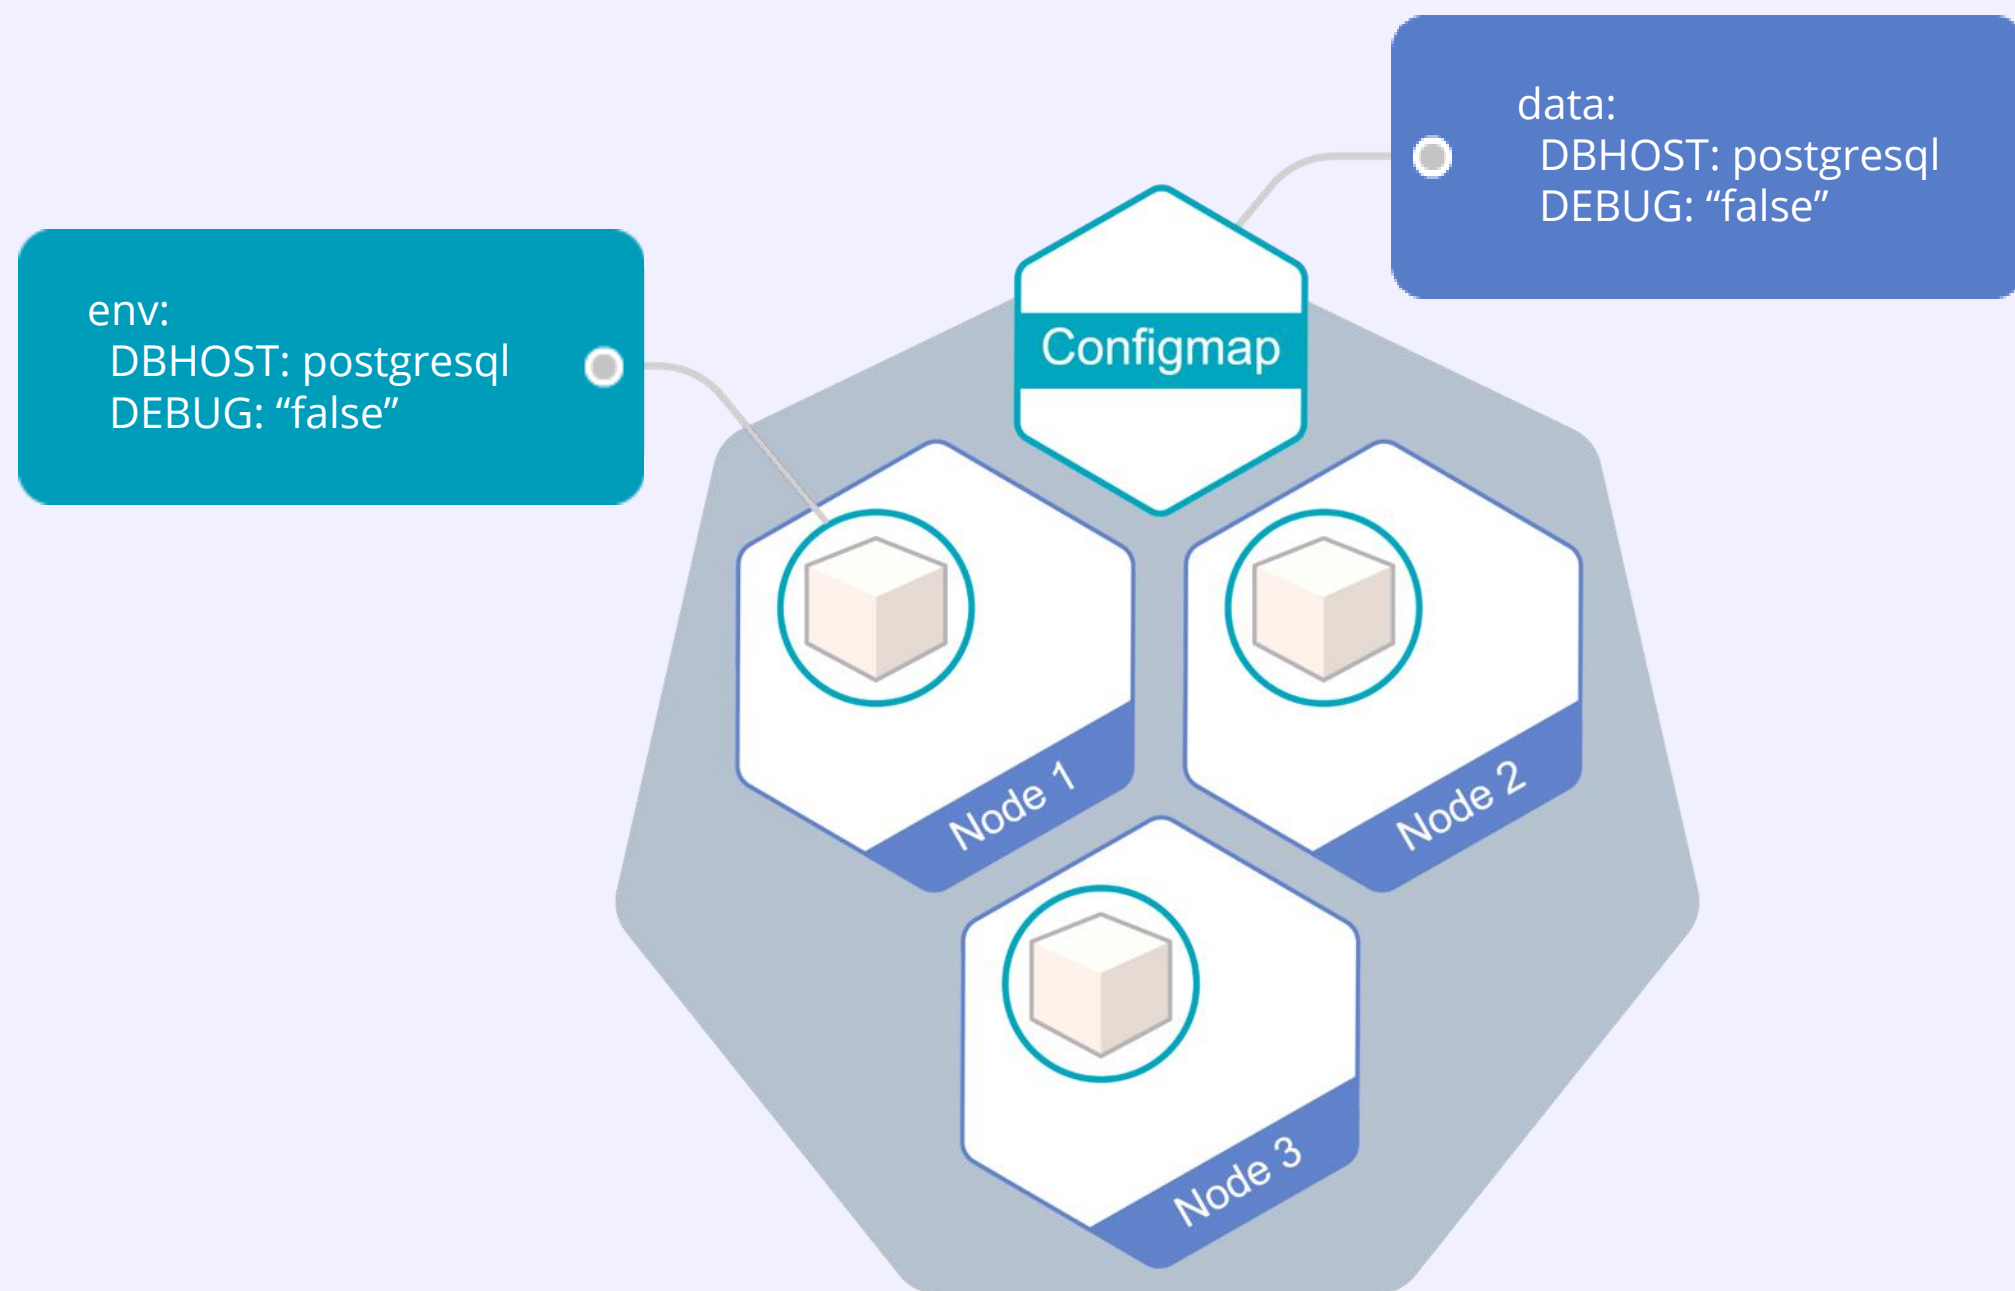 data:
DBHOST: postgresql
DEBUG: “false”
env:
DBHOST: postgresql
DEBUG: “false”
Configmap
Node 1
Node 2
Node 3